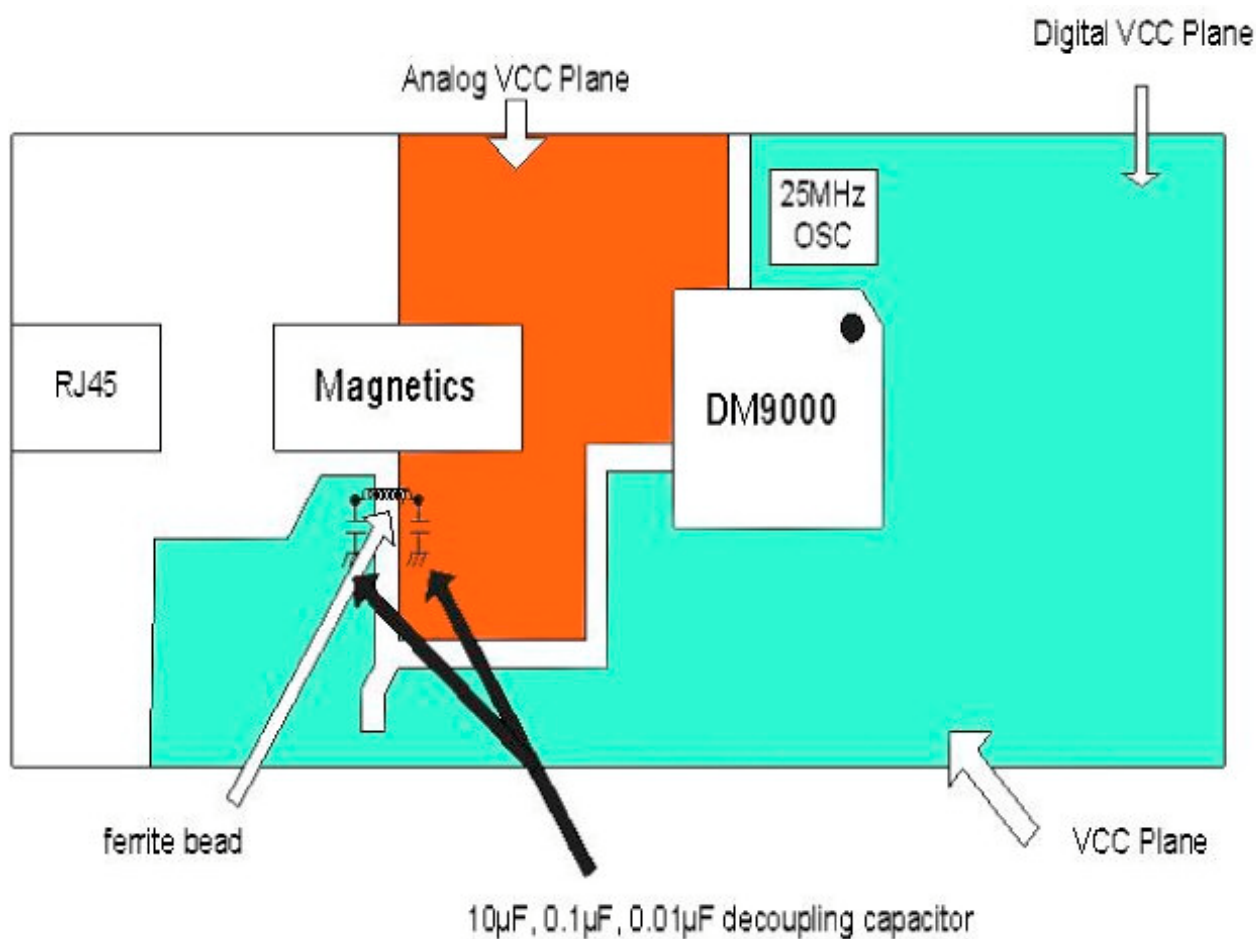 Digital VCC Plane
Analog VCC Plane
25MHz
OSC
RJ45
Magnetics
DM9000
ferrite bead
VCC Plane
10µF, 0.1µF, 0.01µF decoupling capacitor